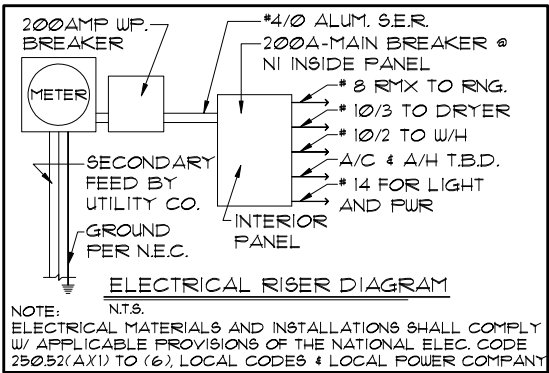 200AMP WP.
BREAKER
#4/0 ALUM. S.E.R.
200A-MAIN BREAKER @
N1 INSIDE PANEL
METER
# 8 RMX TO RNG.
# 10/3 TO DRYER
# 10/2 TO W/H
A/C & A/H T.B.D.
# 14 FOR LIGHT
AND PWR
SECONDARY
FEED BY
UTILITY CO.
GROUND
PER N.E.C.
INTERIOR
PANEL
ELECTRICAL RISER DIAGRAM
N.T.S.
NOTE:
ELECTRICAL MATERIALS AND INSTALLATIONS SHALL COMPLY
W/ APPLICABLE PROVISIONS OF THE NATIONAL ELEC. CODE
250.52(A)(1) TO (6), LOCAL CODES & LOCAL POWER COMPANY